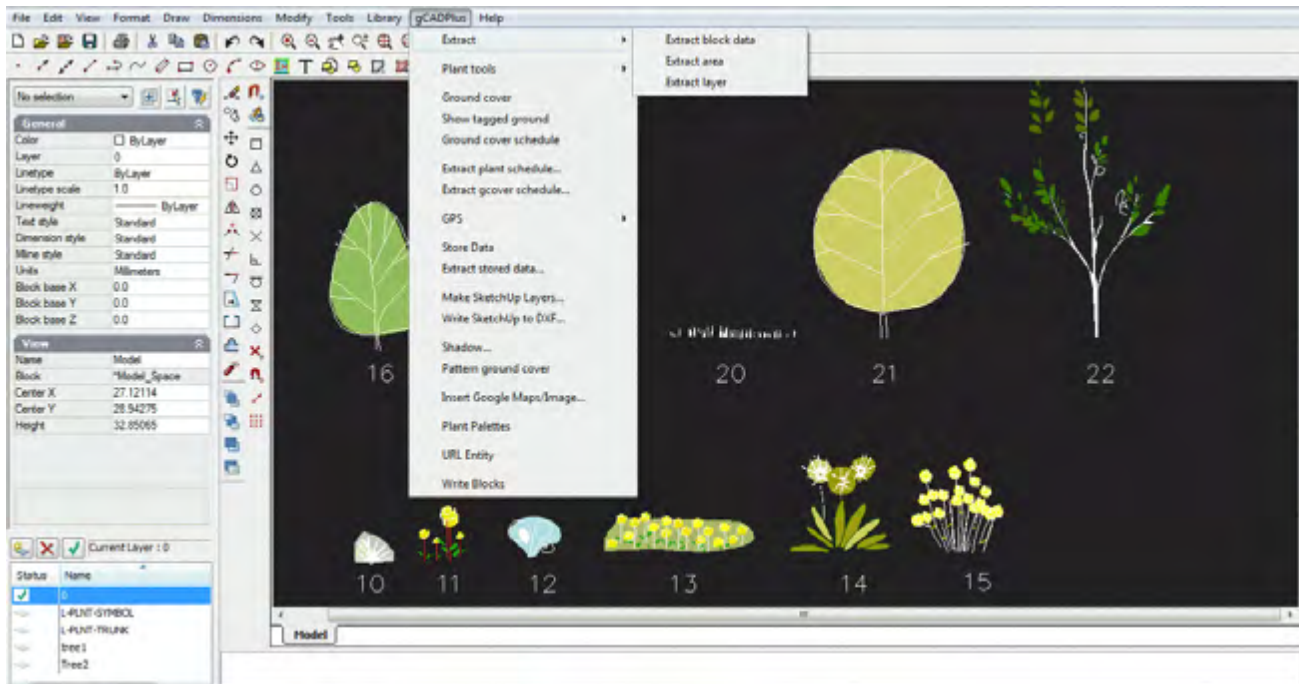 File Edit View Format Draw Dimensions Modify Tools Library gCADPlus Help
Extract
Plant tools
Ground cover
Show tagged ground
Ground cover schedule
Extract plant schedule...
Extract gcover schedule...
GPS
Store Data
Extract stored data...
Make SketchUp Layers...
Write SketchUp to DXF...
Shadow...
Pattern ground cover
Insert Google Maps/Image...
Plant Palettes
URL Entity
Write Blocks
Extract block data
Extract area
Extract layer
No selection
General
Color ByLayer
Layer 0
Linetype ByLayer
Linetype scale 1.0
Lineweight ByLayer
Text style Standard
Dimension style Standard
Mline style Standard
Units Millimeters
Block base X 0.0
Block base Y 0.0
Block base Z 0.0
View
Name Model
Block *Model_Space
Center X 27.12114
Center Y 28.94275
Height 32.85065
Current Layer : 0
Status Name
0
L-PLNT-SYMBOL
L-PLNT-TRUNK
tree1
Tree2
16 20 21 22
10 11 12 13 14 15
Model